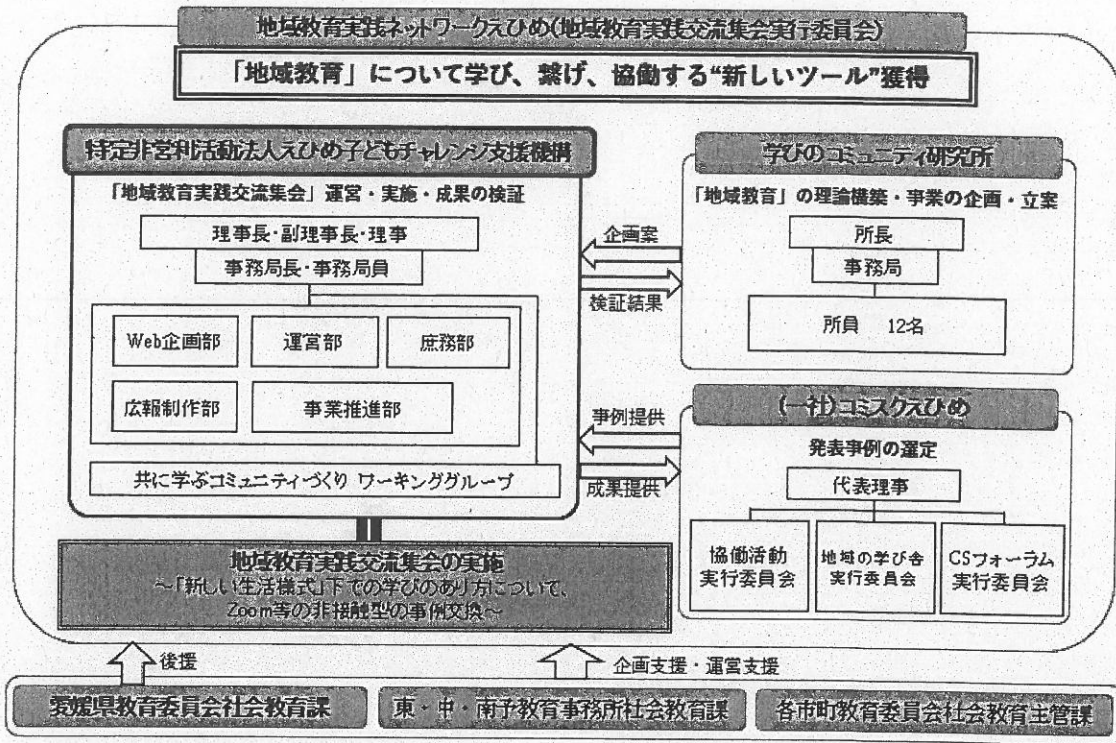 地域教育実践ネットワークえひめ(地域教育実践交流集会実行委員会)
「地域教育」について学び、繋げ、協働する“新しいツール”獲得
特定非営利活動法人えひめ子どもチャレンジ支援機構
「地域教育実践交流集会」運営・実施・成果の検証
理事長・副理事長・理事
事務局長・事務局員
Web企画部
運営部
庶務部
広報制作部
事業推進部
共に学ぶコミュニティづくり ワーキンググループ
企画案
検証結果
事例提供
成果提供
学びのコミュニティ研究所
「地域教育」の理論構築・事業の企画・立案
所長
事務局
所員 12名
(一社)コミスクえひめ
発表事例の選定
代表理事
協働活動
実行委員会
地域の学び舎
実行委員会
CSフォーラム
実行委員会
地域教育実践交流集会の実施
~「新しい生活様式」下での学びのあり方について、
Zoom等の非接触型の事例交換~
後援
企画支援・運営支援
愛媛県教育委員会社会教育課
東・中・南予教育事務所社会教育課
各市町教育委員会社会教育主管課